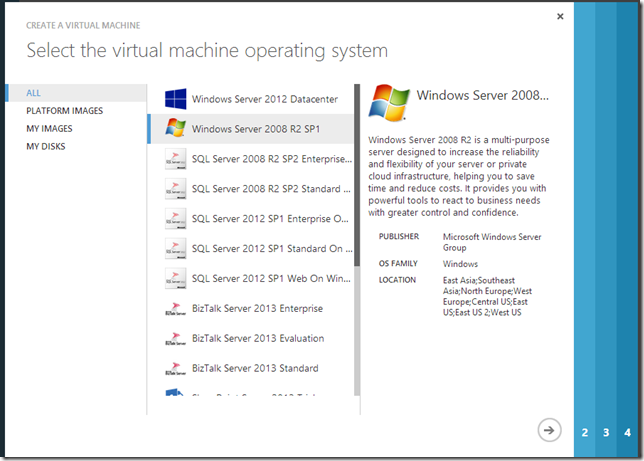 CREATE A VIRTUAL MACHINE
Select the virtual machine operating system
ALL
PLATFORM IMAGES
MY IMAGES
MY DISKS
Windows Server 2012 Datacenter
Windows Server 2008 R2 SP1
SQL Server 2008 R2 SP2 Enterprise...
SQL Server 2008 R2 SP2 Standard ...
SQL Server 2012 SP1 Enterprise O...
SQL Server 2012 SP1 Standard On ...
SQL Server 2012 SP1 Web On Win...
BizTalk Server 2013 Enterprise
BizTalk Server 2013 Evaluation
BizTalk Server 2013 Standard
Windows Server 2008...
Windows Server 2008 R2 is a multi-purpose
server designed to increase the reliability
and flexibility of your server or private
cloud infrastructure, helping you to save
time and reduce costs. It provides you with
powerful tools to react to business needs
with greater control and confidence.
PUBLISHER Microsoft Windows Server
Group
OS FAMILY Windows
LOCATION East Asia;Southeast
Asia;North Europe;West
Europe;Central US;East
US;East US 2;West US
2 3 4